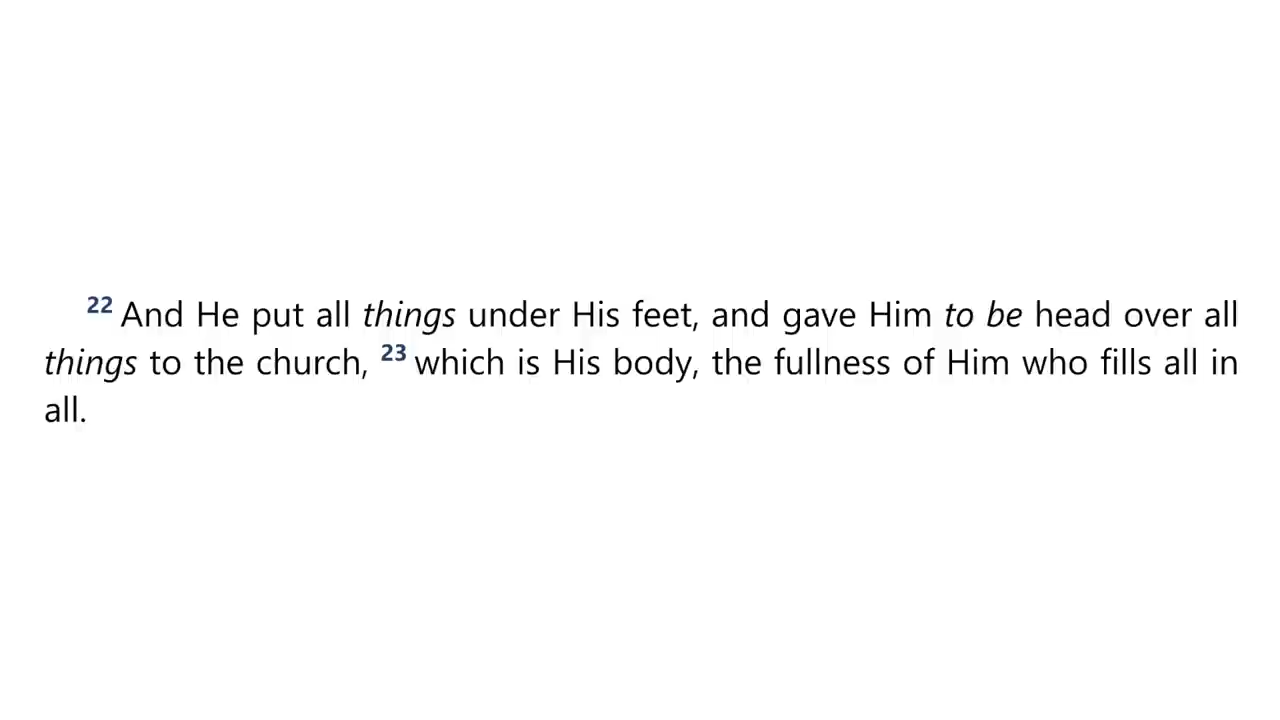 22 And He put all things under His feet, and gave Him to be head over all
things to the church, 23 which is His body, the fullness of Him who fills all in
all.